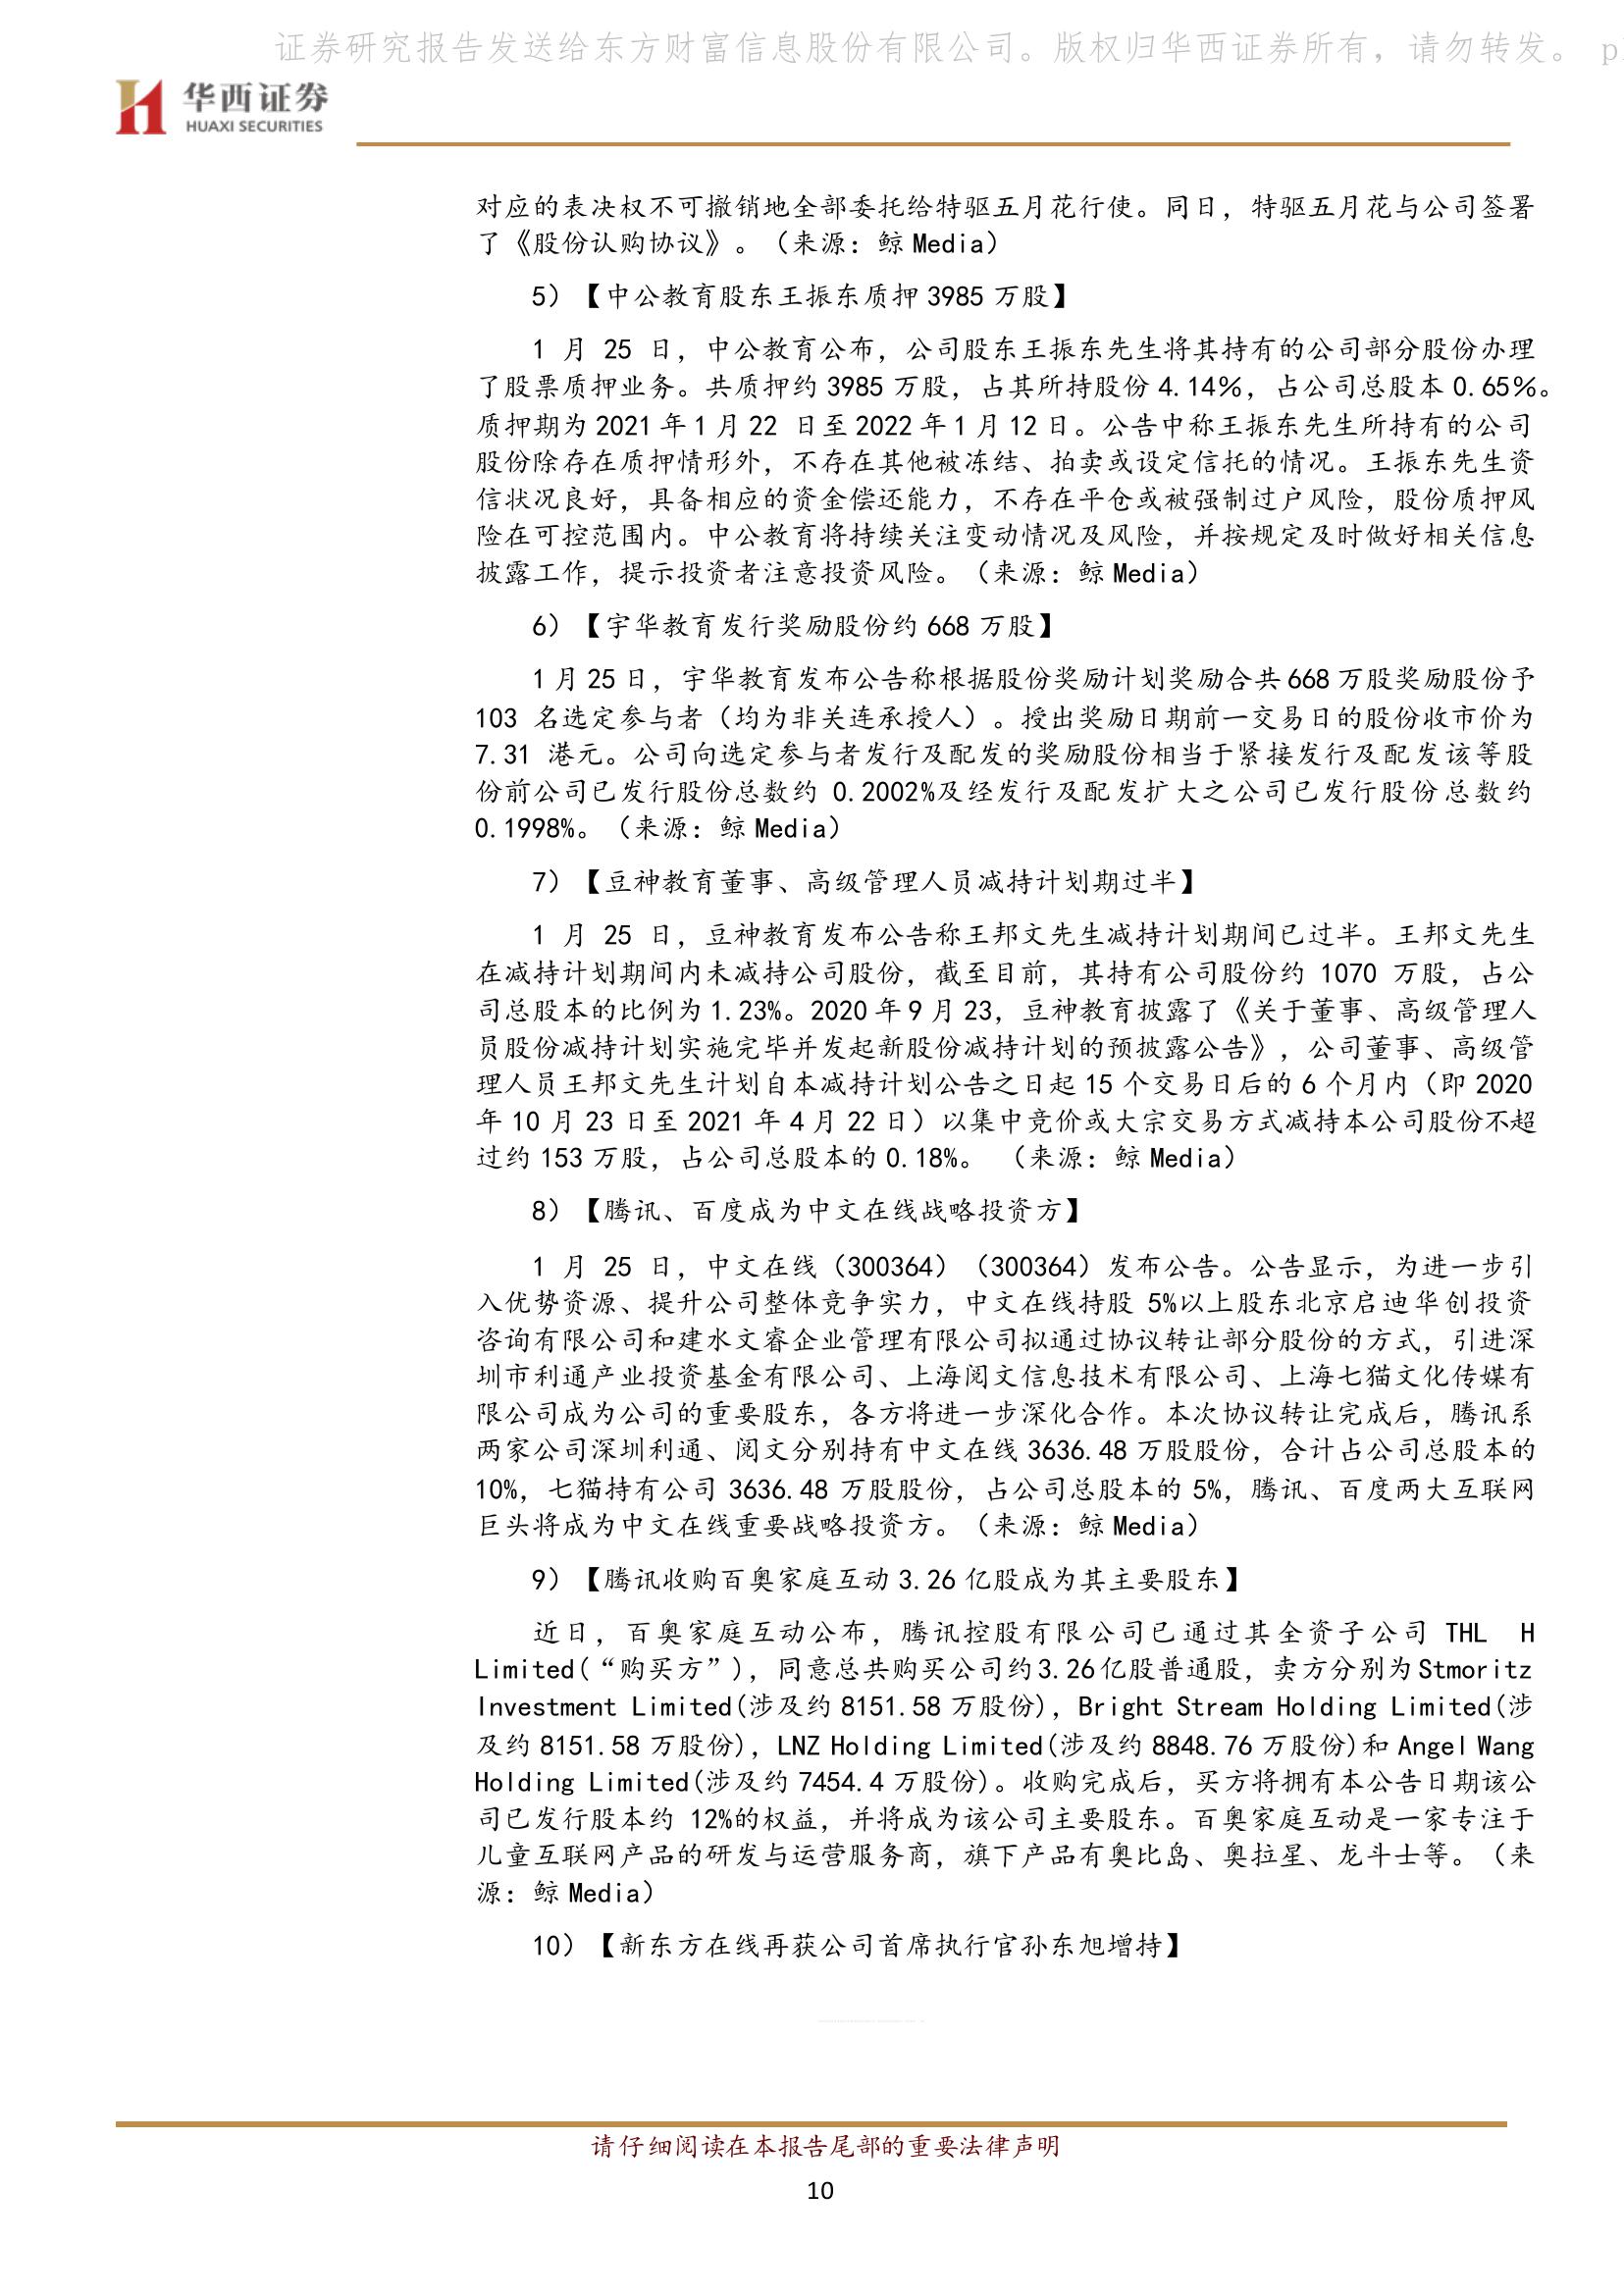 证券研究报告发送给东方财富信息股份有限公司。版权归华西证券所有，请勿转发。 p
华西证券
HUAXI SECURITIES
对应的表决权不可撤销地全部委托给特驱五月花行使。同日，特驱五月花与公司签署
了《股份认购协议》。（来源：鲸 Media）
5）【中公教育股东王振东质押 3985 万股】
1 月 25 日，中公教育公布，公司股东王振东先生将其持有的公司部分股份办理
了股票质押业务。共质押约 3985 万股，占其所持股份 4.14%，占公司总股本 0.65%。
质押期为 2021 年 1 月 22 日至 2022 年 1 月 12 日。公告中称王振东先生所持有的公司
股份除存在质押情形外，不存在其他被冻结、拍卖或设定信托的情况。王振东先生资
信状况良好，具备相应的资金偿还能力，不存在平仓或被强制过户风险，股份质押风
险在可控范围内。中公教育将持续关注变动情况及风险，并按规定及时做好相关信息
披露工作，提示投资者注意投资风险。（来源：鲸 Media）
6）【宇华教育发行奖励股份约 668 万股】
1 月 25 日，宇华教育发布公告称根据股份奖励计划奖励合共 668 万股奖励股份予
103 名选定参与者（均为非关连承授人）。授出奖励日期前一交易日的股份收市价为
7.31 港元。公司向选定参与者发行及配发的奖励股份相当于紧接发行及配发该等股
份前公司已发行股份总数约 0.2002%及经发行及配发扩大之公司已发行股份总数约
0.1998%。（来源：鲸 Media）
7）【豆神教育董事、高级管理人员减持计划期过半】
1 月 25 日，豆神教育发布公告称王邦文先生减持计划期间已过半。王邦文先生
在减持计划期间内未减持公司股份，截至目前，其持有公司股份约 1070 万股，占公
司总股本的比例为 1.23%。2020 年 9 月 23，豆神教育披露了《关于董事、高级管理人
员股份减持计划实施完毕并发起新股份减持计划的预披露公告》，公司董事、高级管
理人员王邦文先生计划自本减持计划公告之日起 15 个交易日后的 6 个月内（即 2020
年 10 月 23 日至 2021 年 4 月 22 日）以集中竞价或大宗交易方式减持本公司股份不超
过约 153 万股，占公司总股本的 0.18%。 （来源：鲸 Media）
8）【腾讯、百度成为中文在线战略投资方】
1 月 25 日，中文在线（300364）（300364）发布公告。公告显示，为进一步引
入优势资源、提升公司整体竞争实力，中文在线持股 5%以上股东北京启迪华创投资
咨询有限公司和建水文睿企业管理有限公司拟通过协议转让部分股份的方式，引进深
圳市利通产业投资基金有限公司、上海阅文信息技术有限公司、上海七猫文化传媒有
限公司成为公司的重要股东，各方将进一步深化合作。本次协议转让完成后，腾讯系
两家公司深圳利通、阅文分别持有中文在线 3636.48 万股股份，合计占公司总股本的
10%，七猫持有公司 3636.48 万股股份，占公司总股本的 5%，腾讯、百度两大互联网
巨头将成为中文在线重要战略投资方。（来源：鲸 Media）
9）【腾讯收购百奥家庭互动 3.26 亿股成为其主要股东】
近日，百奥家庭互动公布，腾讯控股有限公司已通过其全资子公司 THL H
Limited(“购买方”)，同意总共购买公司约3.26亿股普通股，卖方分别为Stmoritz
Investment Limited(涉及约 8151.58 万股份)，Bright Stream Holding Limited(涉
及约 8151.58 万股份)，LNZ Holding Limited(涉及约 8848.76 万股份)和 Angel Wang
Holding Limited(涉及约 7454.4 万股份)。收购完成后，买方将拥有本公告日期该公
司已发行股本约 12%的权益，并将成为该公司主要股东。百奥家庭互动是一家专注于
儿童互联网产品的研发与运营服务商，旗下产品有奥比岛、奥拉星、龙斗士等。（来
源：鲸 Media）
10）【新东方在线再获公司首席执行官孙东旭增持】
请仔细阅读在本报告尾部的重要法律声明
10